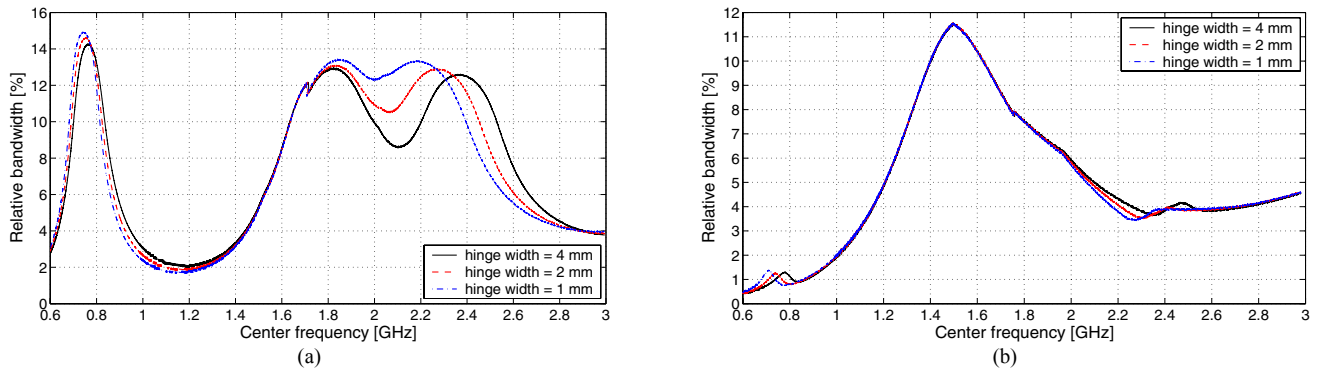 16
14
12
10
8
6
4
2
0
Relative bandwidth [%]
0.6 0.8 1 1.2 1.4 1.6 1.8 2 2.2 2.4 2.6 2.8 3
Center frequency [GHz]
hinge width = 4 mm
hinge width = 2 mm
hinge width = 1 mm
(a)
12
11
10
9
8
7
6
5
4
3
2
1
0
Relative bandwidth [%]
0.6 0.8 1 1.2 1.4 1.6 1.8 2 2.2 2.4 2.6 2.8 3
Center frequency [GHz]
hinge width = 4 mm
hinge width = 2 mm
hinge width = 1 mm
(b)